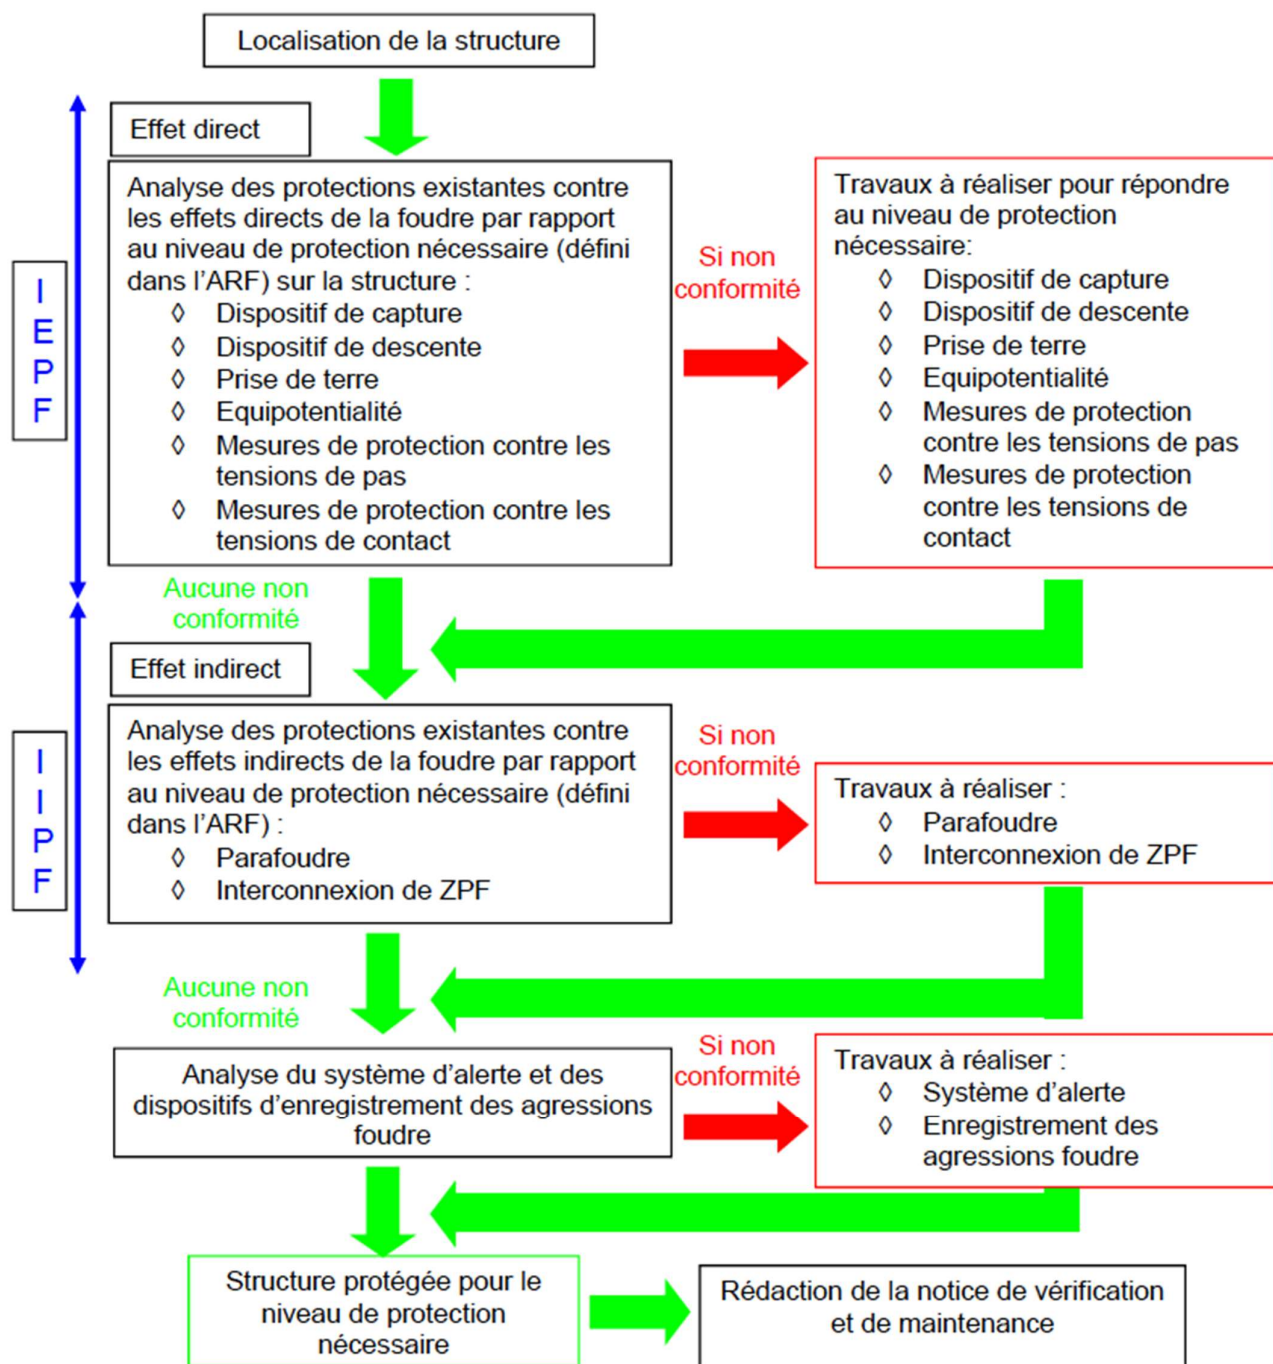 Localisation de la structure
Effet direct
Analyse des protections existantes contre
les effets directs de la foudre par rapport
au niveau de protection nécessaire (défini
dans l'ARF) sur la structure :
◊ Dispositif de capture
◊ Dispositif de descente
◊ Prise de terre
◊ Equipotentialité
◊ Mesures de protection contre les
tensions de pas
◊ Mesures de protection contre les
tensions de contact
Si non
conformité
Travaux à réaliser pour répondre
au niveau de protection
nécessaire:
◊ Dispositif de capture
◊ Dispositif de descente
◊ Prise de terre
◊ Equipotentialité
◊ Mesures de protection
contre les tensions de pas
◊ Mesures de protection
contre les tensions de
contact
I
E
P
F
Aucune non
conformité
Effet indirect
Analyse des protections existantes contre
les effets indirects de la foudre par rapport
au niveau de protection nécessaire (défini
dans l'ARF) :
◊ Parafoudre
◊ Interconnexion de ZPF
Si non
conformité
Travaux à réaliser :
◊ Parafoudre
◊ Interconnexion de ZPF
I
I
P
F
Aucune non
conformité
Analyse du système d'alerte et des
dispositifs d'enregistrement des agressions
foudre
Si non
conformité
Travaux à réaliser :
◊ Système d'alerte
◊ Enregistrement des
agressions foudre
Structure protégée pour le
niveau de protection
nécessaire
Rédaction de la notice de vérification
et de maintenance